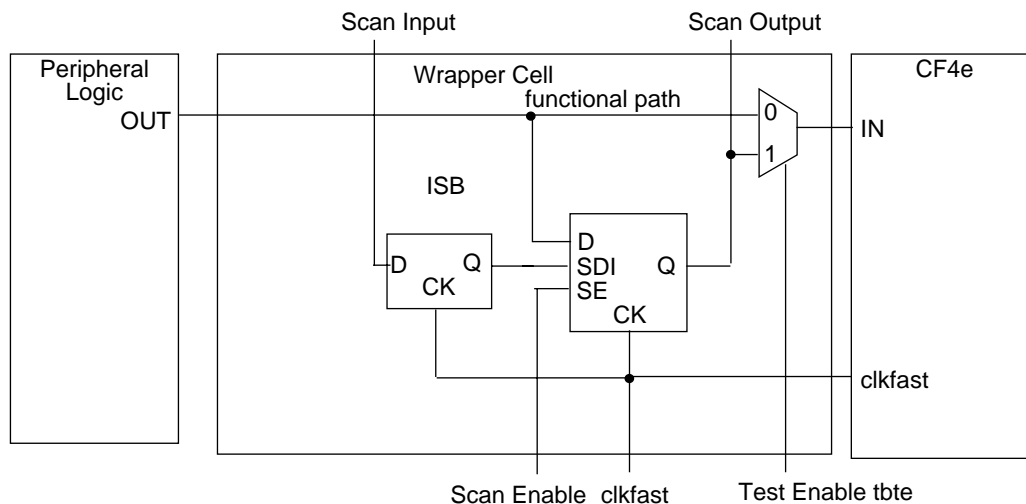 Scan Input
Scan Output
Peripheral
Logic
OUT
Wrapper Cell
functional path
CF4e
0
1
IN
ISB
D
Q
CK
D
SDI
SE
Q
CK
clkfast
Scan Enable
clkfast
Test Enable tbte